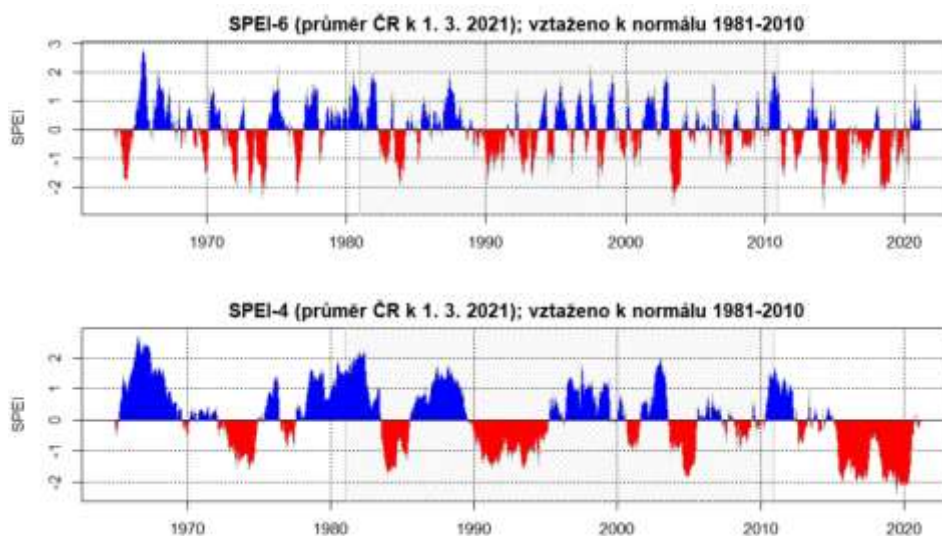 SPEI-6 (průměr ČR k 1. 3. 2021); vztaženo k normálu 1981-2010
SPEI
3
2
1
0
-1
-2
1970 1980 1990 2000 2010 2020
SPEI-4 (průměr ČR k 1. 3. 2021); vztaženo k normálu 1981-2010
SPEI
2
1
0
-1
-2
1970 1980 1990 2000 2010 2020